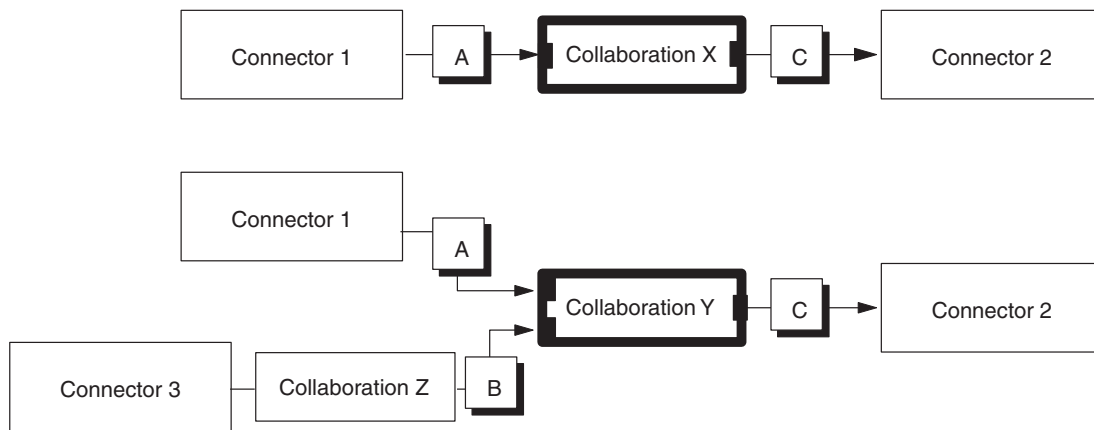 Connector 1
A
Collaboration X
C
Connector 2
Connector 1
A
Collaboration Y
C
Connector 2
Connector 3
Collaboration Z
B